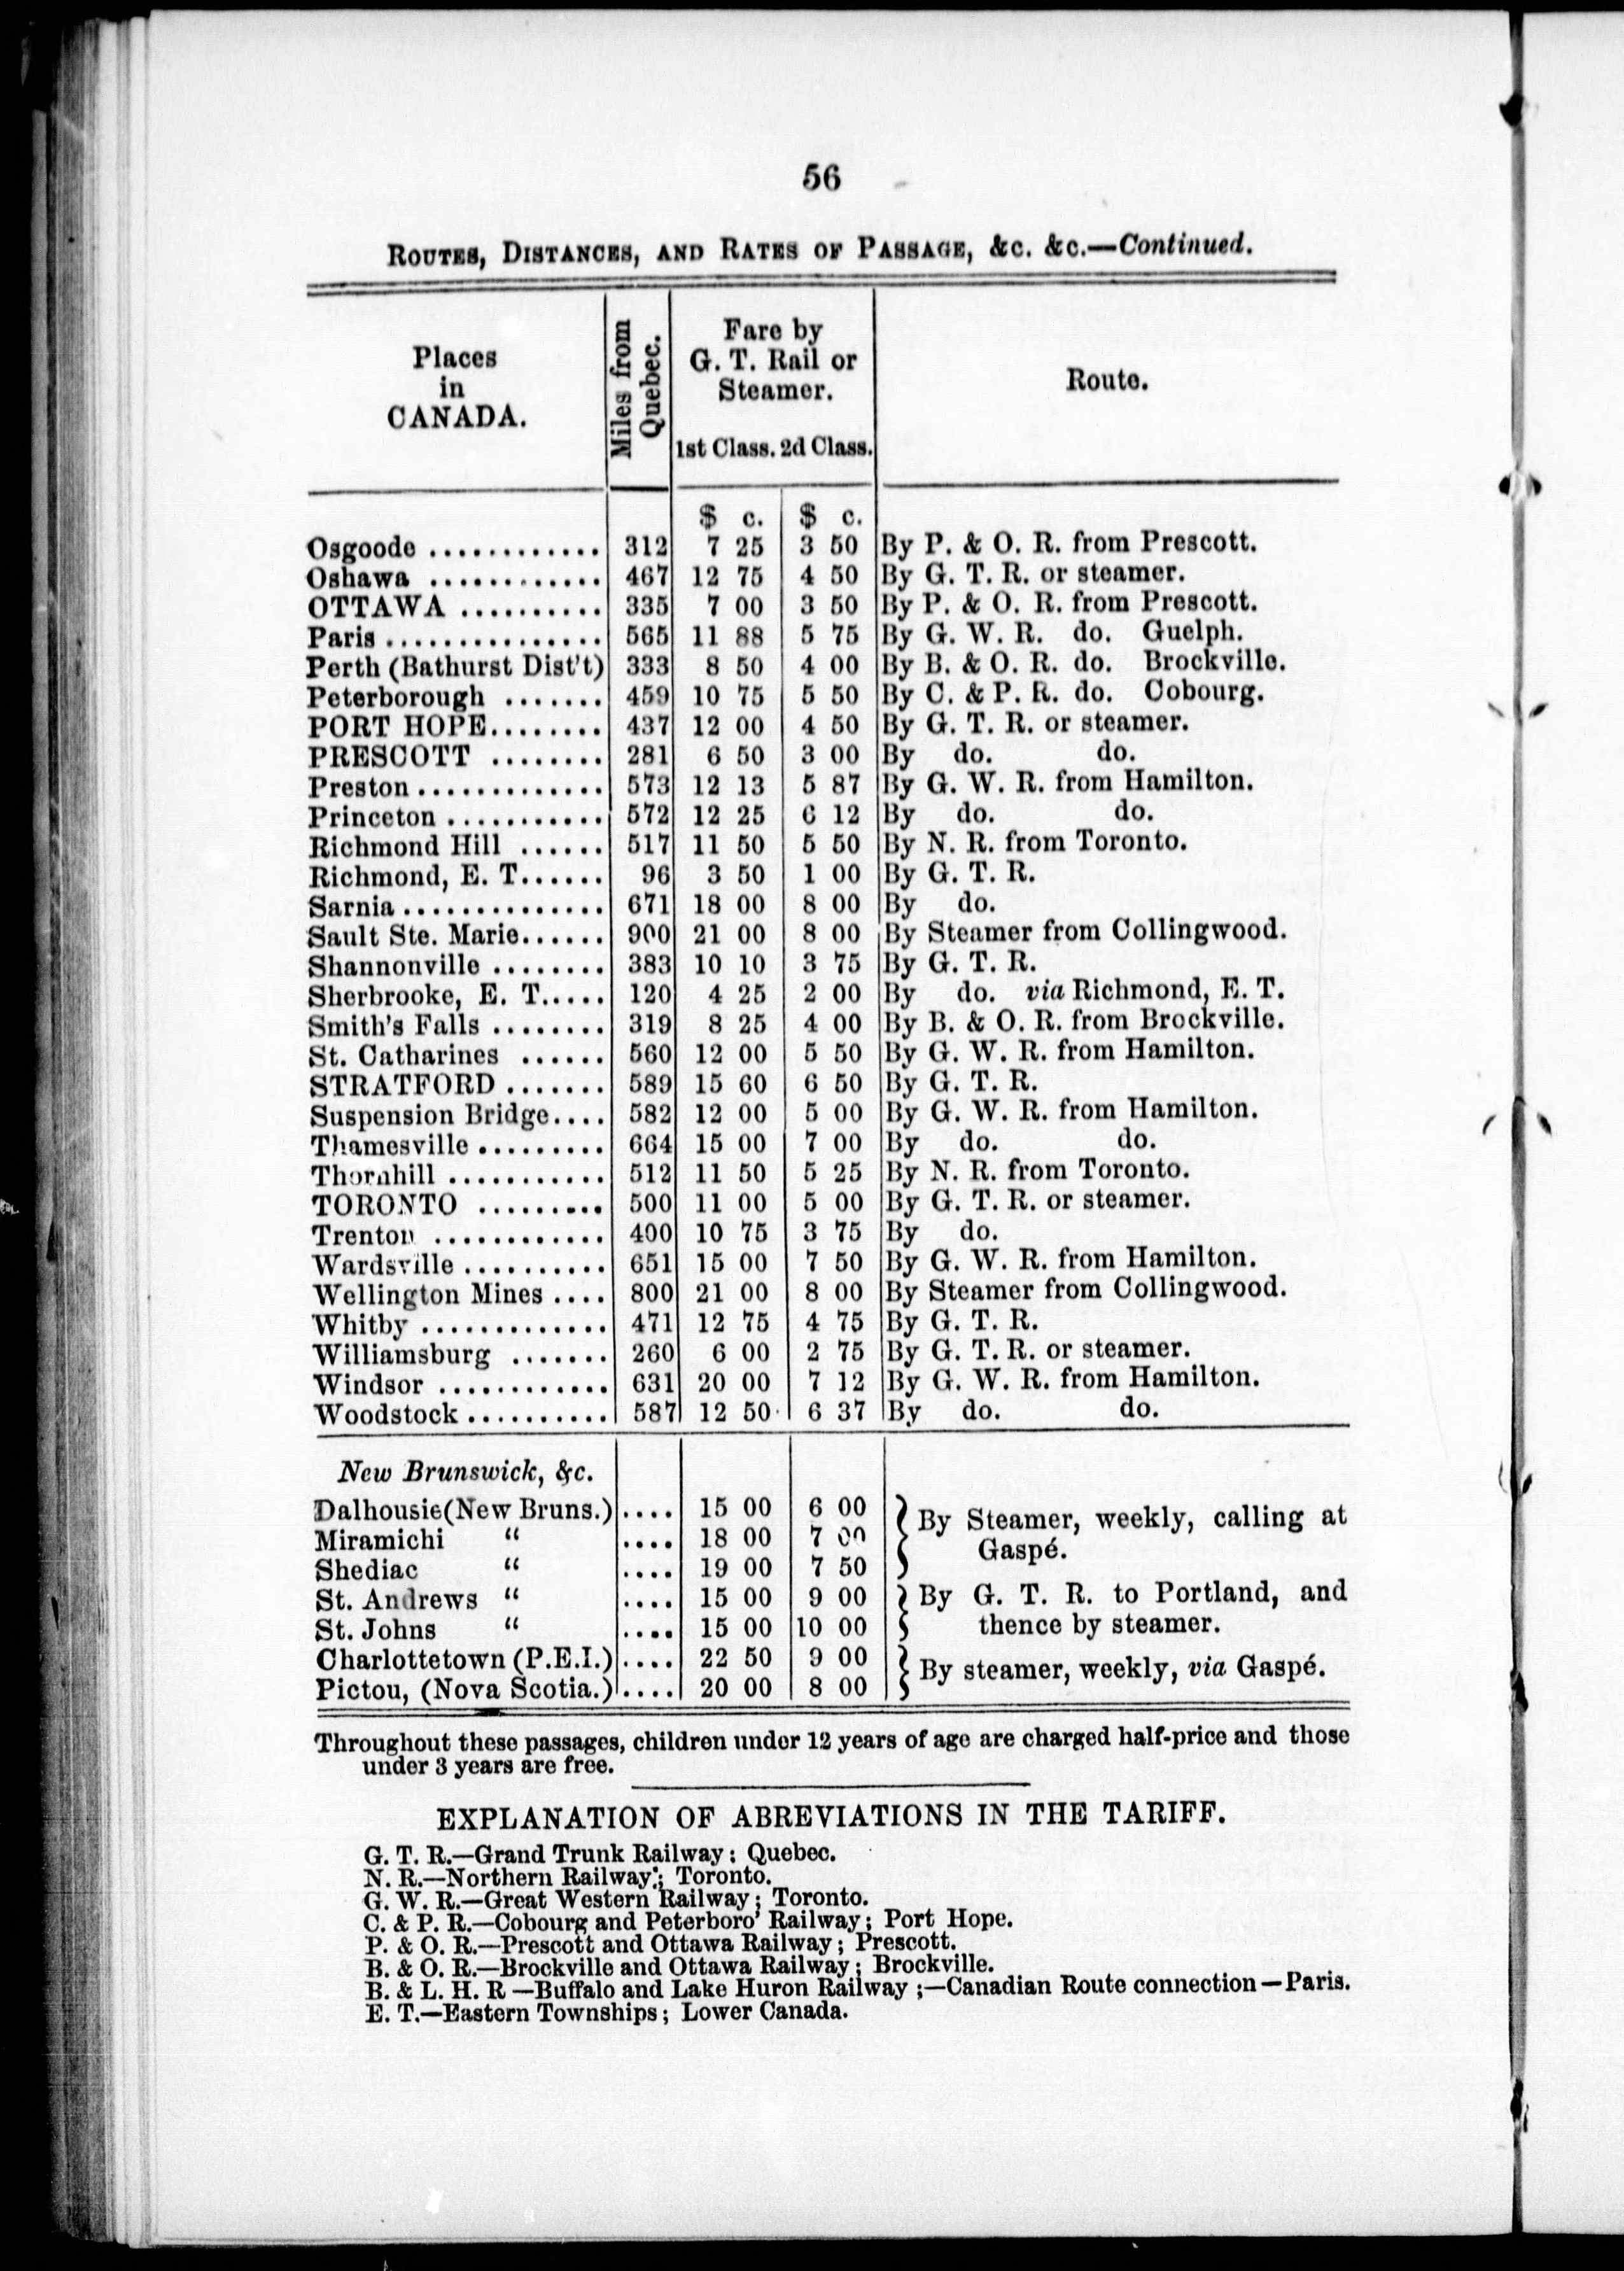 56
Routes, Distances, and Rates of Passage, &c. &c.—Continued.
Places in CANADA. | Miles from Quebec. | Fare by G. T. Rail or Steamer. 1st Class. 2d Class. | Route.
$ c. $ c.
Osgoode ............ 312 7 25 3 50 By P. & O. R. from Prescott.
Oshawa ............ 467 12 75 4 50 By G. T. R. or steamer.
OTTAWA .......... 335 7 00 3 50 By P. & O. R. from Prescott.
Paris ............... 565 11 88 5 75 By G. W. R. do. Guelph.
Perth (Bathurst Dist't) 333 8 50 4 00 By B. & O. R. do. Brockville.
Peterborough ....... 459 10 75 5 50 By C. & P. R. do. Cobourg.
PORT HOPE........ 437 12 00 4 50 By G. T. R. or steamer.
PRESCOTT ........ 281 6 50 3 00 By do. do.
Preston ............. 573 12 13 5 87 By G. W. R. from Hamilton.
Princeton ........... 572 12 25 6 12 By do. do.
Richmond Hill ...... 517 11 50 5 50 By N. R. from Toronto.
Richmond, E. T...... 96 3 50 1 00 By G. T. R.
Sarnia .............. 671 18 00 8 00 By do.
Sault Ste. Marie...... 900 21 00 8 00 By Steamer from Collingwood.
Shannonville ........ 383 10 10 3 75 By G. T. R.
Sherbrooke, E. T..... 120 4 25 2 00 By do. via Richmond, E. T.
Smith's Falls ........ 319 8 25 4 00 By B. & O. R. from Brockville.
St. Catharines ...... 560 12 00 5 50 By G. W. R. from Hamilton.
STRATFORD ....... 589 15 60 6 50 By G. T. R.
Suspension Bridge.... 582 12 00 5 00 By G. W. R. from Hamilton.
Thamesville ......... 664 15 00 7 00 By do. do.
Thornhill ........... 512 11 50 5 25 By N. R. from Toronto.
TORONTO ......... 500 11 00 5 00 By G. T. R. or steamer.
Trenton ............ 400 10 75 3 75 By do.
Wardsville .......... 651 15 00 7 50 By G. W. R. from Hamilton.
Wellington Mines .... 800 21 00 8 00 By Steamer from Collingwood.
Whitby ............. 471 12 75 4 75 By G. T. R.
Williamsburg ....... 260 6 00 2 75 By G. T. R. or steamer.
Windsor ............ 631 20 00 7 12 By G. W. R. from Hamilton.
Woodstock .......... 587 12 50 6 37 By do. do.
New Brunswick, &c.
Dalhousie (New Bruns.) .... 15 00 6 00 By Steamer, weekly, calling at
Miramichi “ .... 18 00 7 00 Gaspé.
Shediac “ .... 19 00 7 50
St. Andrews “ .... 15 00 9 00 By G. T. R. to Portland, and
St. Johns “ .... 15 00 10 00 thence by steamer.
Charlottetown (P.E.I.) .... 22 50 9 00 By steamer, weekly, via Gaspé.
Pictou, (Nova Scotia.) .... 20 00 8 00
Throughout these passages, children under 12 years of age are charged half-price and those
under 3 years are free.
EXPLANATION OF ABREVIATIONS IN THE TARIFF.
G. T. R.—Grand Trunk Railway: Quebec.
N. R.—Northern Railway; Toronto.
G. W. R.—Great Western Railway; Toronto.
C. & P. R.—Cobourg and Peterboro' Railway; Port Hope.
P. & O. R.—Prescott and Ottawa Railway; Prescott.
B. & O. R.—Brockville and Ottawa Railway; Brockville.
B. & L. H. R —Buffalo and Lake Huron Railway ;—Canadian Route connection—Paris.
E. T.—Eastern Townships; Lower Canada.